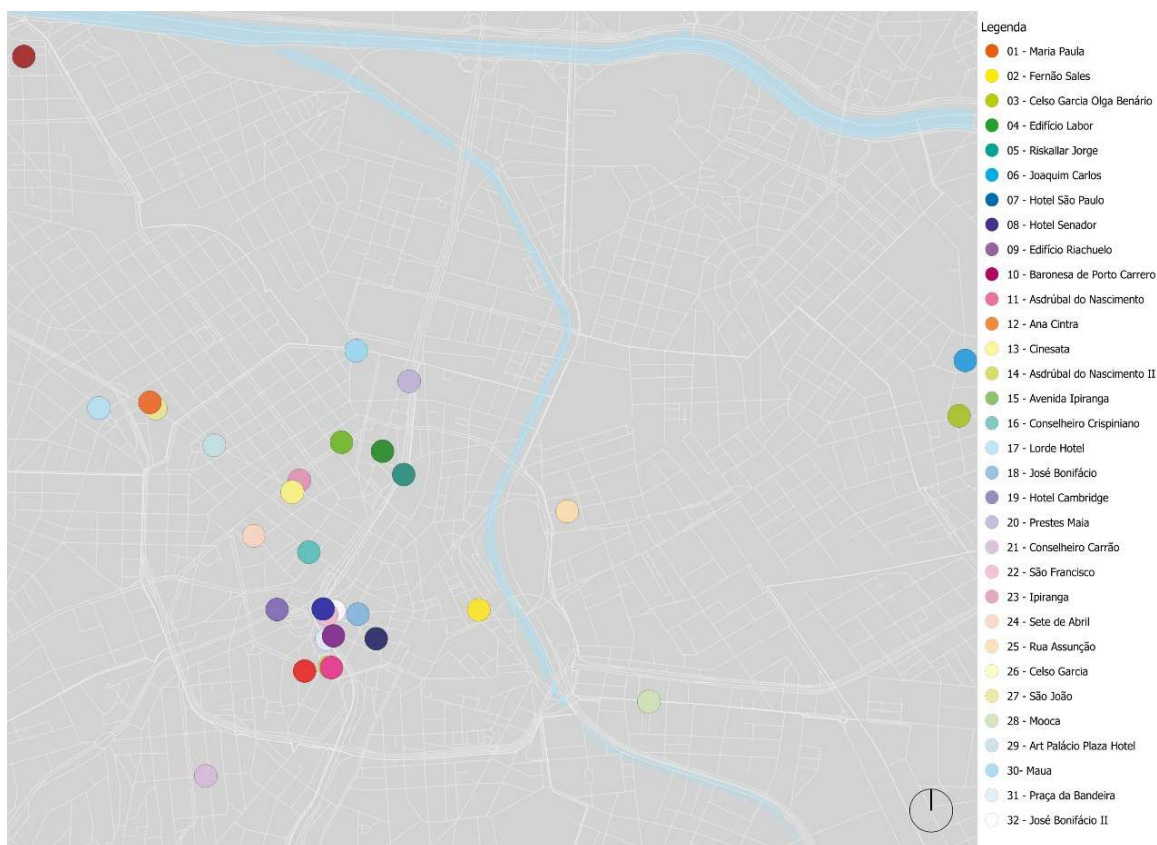 Legenda
01 - Maria Paula
02 - Fernão Sales
03 - Celso Garcia Olga Benário
04 - Edifício Labor
05 - Riskallar Jorge
06 - Joaquim Carlos
07 - Hotel São Paulo
08 - Hotel Senador
09 - Edifício Riachuelo
10 - Baronesa de Porto Carrero
11 - Asdrúbal do Nascimento
12 - Ana Cintra
13 - Cinesata
14 - Asdrúbal do Nascimento II
15 - Avenida Ipiranga
16 - Conselheiro Crispiniano
17 - Lorde Hotel
18 - José Bonifácio
19 - Hotel Cambridge
20 - Prestes Maia
21 - Conselheiro Carrão
22 - São Francisco
23 - Ipiranga
24 - Sete de Abril
25 - Rua Assunção
26 - Celso Garcia
27 - São João
28 - Mooca
29 - Art Palácio Plaza Hotel
30- Maua
31 - Praça da Bandeira
32 - José Bonifácio II